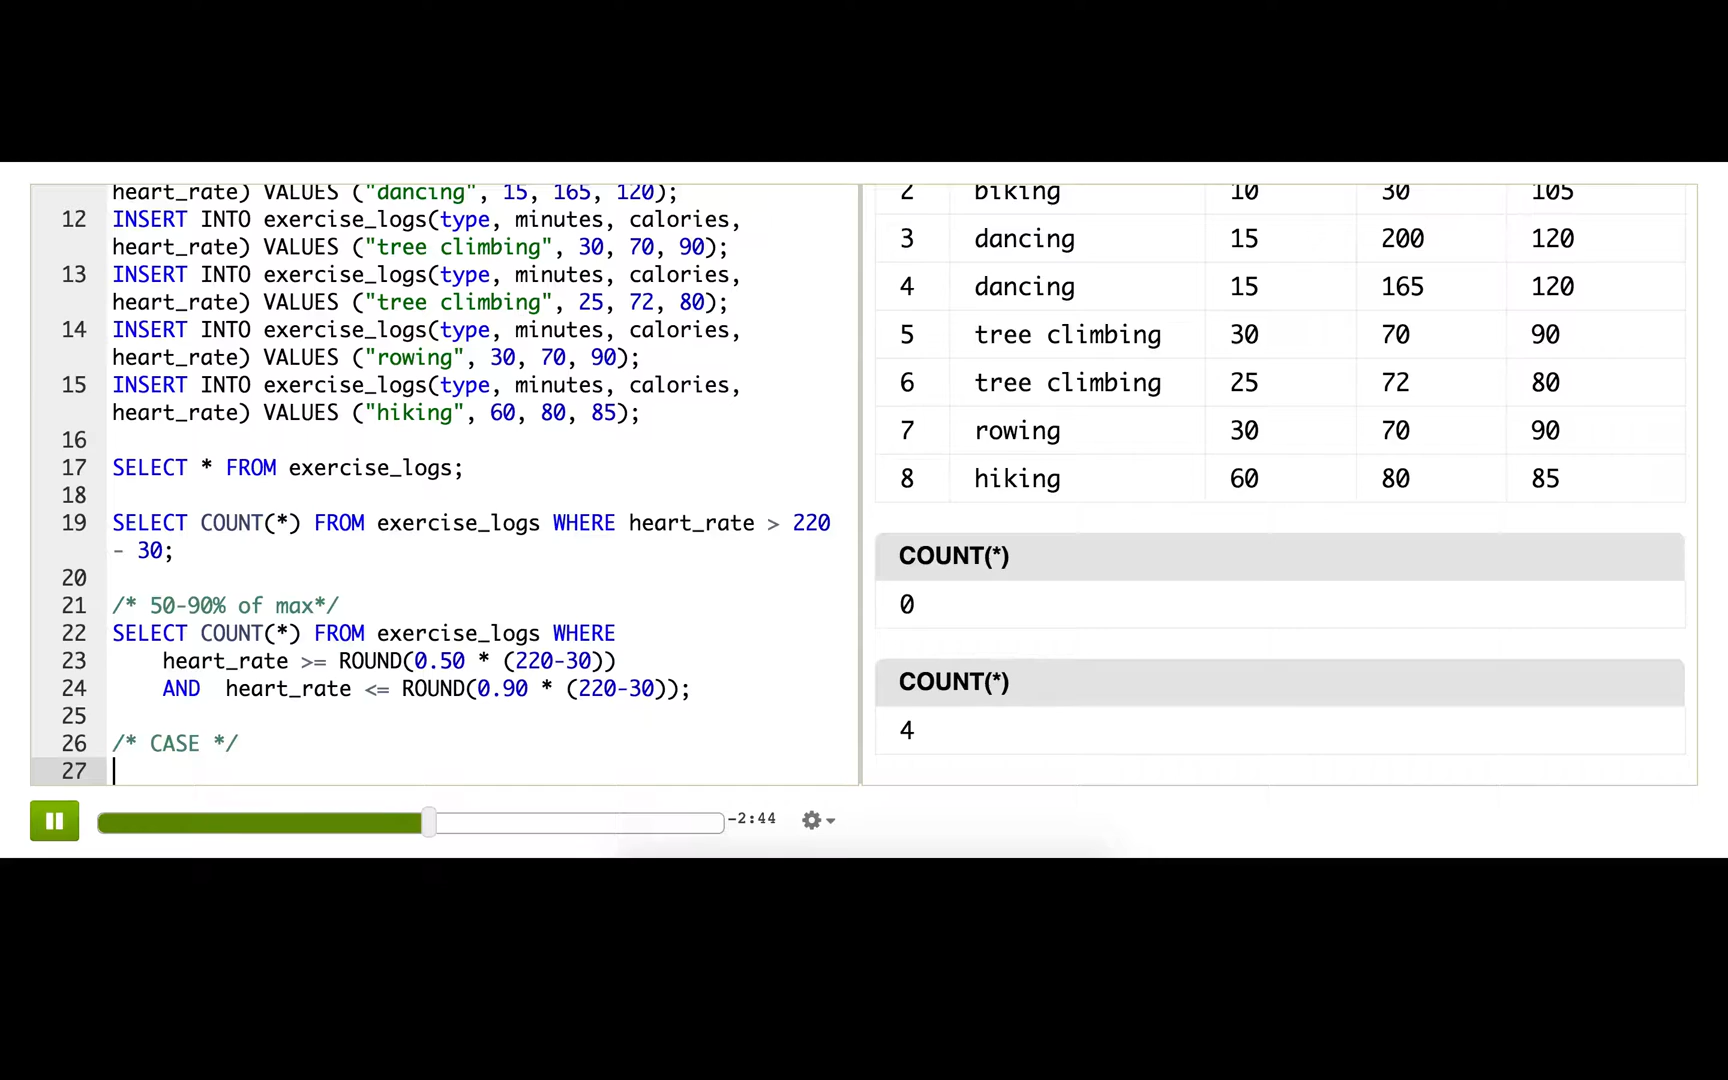 heart_rate) VALUES ("dancing", 15, 165, 120);
12 INSERT INTO exercise_logs(type, minutes, calories,
heart_rate) VALUES ("tree climbing", 30, 70, 90);
13 INSERT INTO exercise_logs(type, minutes, calories,
heart_rate) VALUES ("tree climbing", 25, 72, 80);
14 INSERT INTO exercise_logs(type, minutes, calories,
heart_rate) VALUES ("rowing", 30, 70, 90);
15 INSERT INTO exercise_logs(type, minutes, calories,
heart_rate) VALUES ("hiking", 60, 80, 85);
16
17 SELECT * FROM exercise_logs;
18
19 SELECT COUNT(*) FROM exercise_logs WHERE heart_rate > 220
- 30;
20
21 /* 50-90% of max*/
22 SELECT COUNT(*) FROM exercise_logs WHERE
23 heart_rate >= ROUND(0.50 * (220-30))
24 AND  heart_rate <= ROUND(0.90 * (220-30));
25
26 /* CASE */
27
2 biking 10 30 105
3 dancing 15 200 120
4 dancing 15 165 120
5 tree climbing 30 70 90
6 tree climbing 25 72 80
7 rowing 30 70 90
8 hiking 60 80 85
COUNT(*)
0
COUNT(*)
4
-2:44